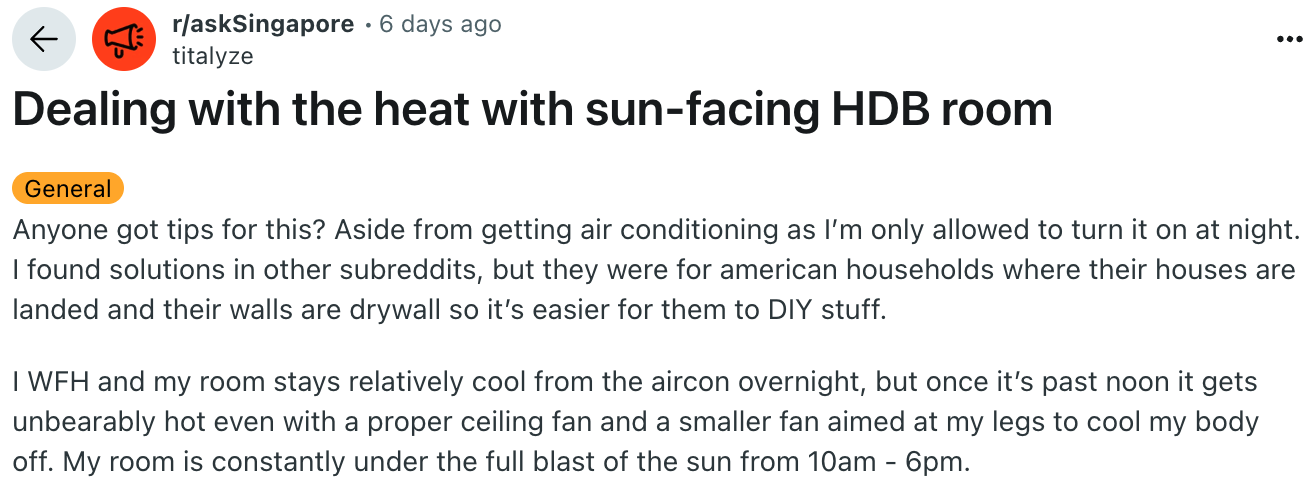 r/askSingapore • 6 days ago
titalyze
Dealing with the heat with sun-facing HDB room
General
Anyone got tips for this? Aside from getting air conditioning as I’m only allowed to turn it on at night.
I found solutions in other subreddits, but they were for american households where their houses are
landed and their walls are drywall so it’s easier for them to DIY stuff.
I WFH and my room stays relatively cool from the aircon overnight, but once it’s past noon it gets
unbearably hot even with a proper ceiling fan and a smaller fan aimed at my legs to cool my body
off. My room is constantly under the full blast of the sun from 10am - 6pm.